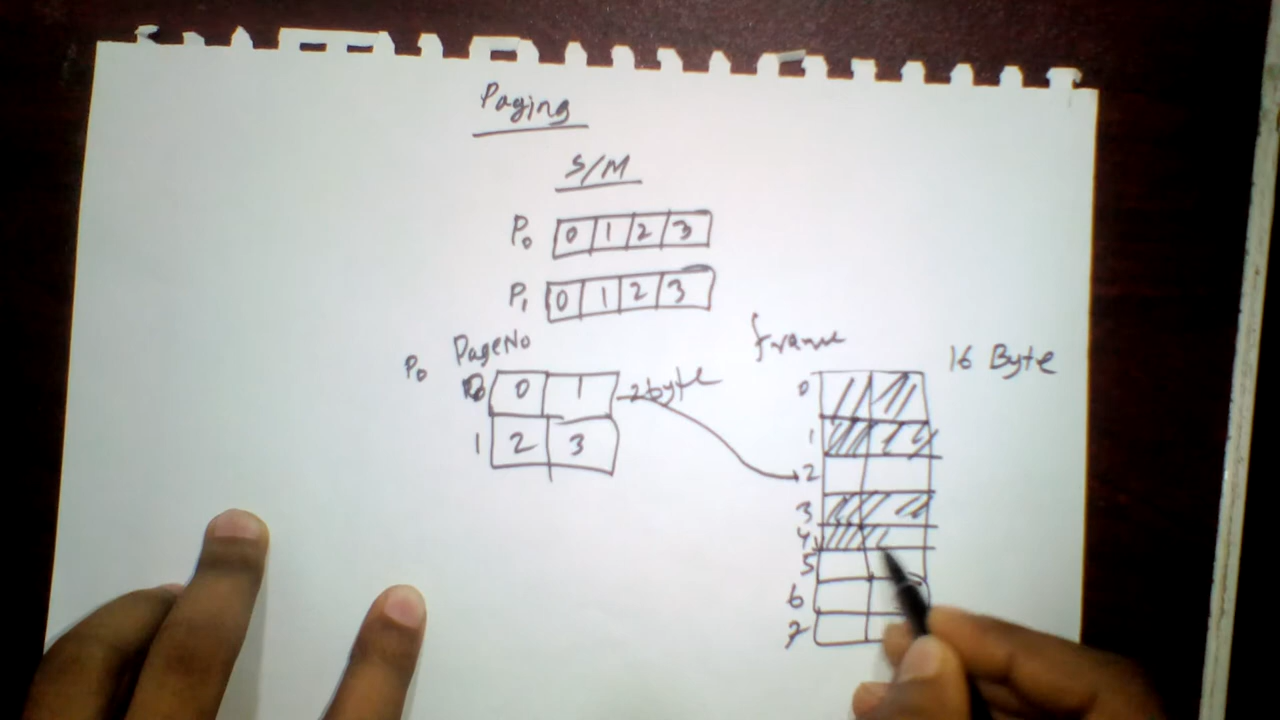 Paging
S/M
P0 0 1 2 3
P1 0 1 2 3
PageNo
P0
0 1 2byte
1 2 3
frame
16 Byte
0
1
2
3
4
5
6
7